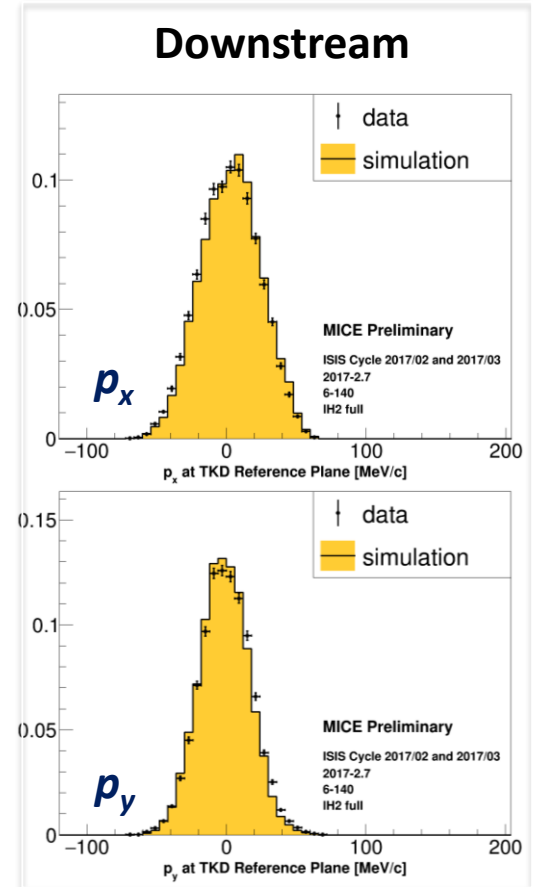 Downstream
data
simulation
0.1
0.05
0
MICE Preliminary
ISIS Cycle 2017/02 and 2017/03
2017-2.7
6-140
IH2 full
px
−100 0 100 200
px at TKD Reference Plane [MeV/c]
data
simulation
0.15
0.1
0.05
0
MICE Preliminary
ISIS Cycle 2017/02 and 2017/03
2017-2.7
6-140
IH2 full
py
−100 0 100 200
py at TKD Reference Plane [MeV/c]